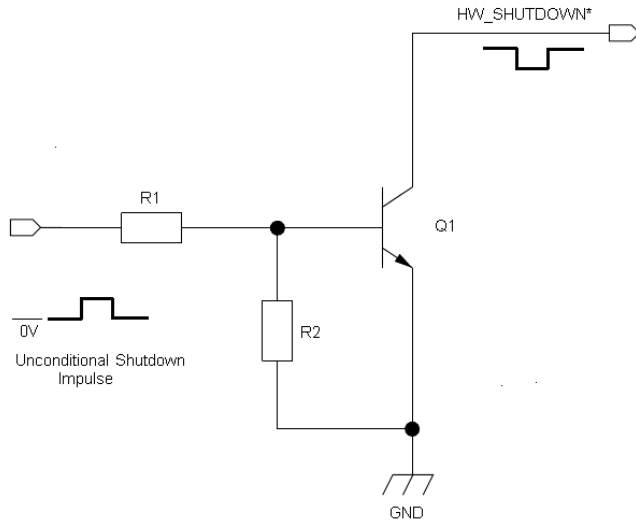 HW_SHUTDOWN*
R1
Q1
0V
R2
Unconditional Shutdown
Impulse
GND